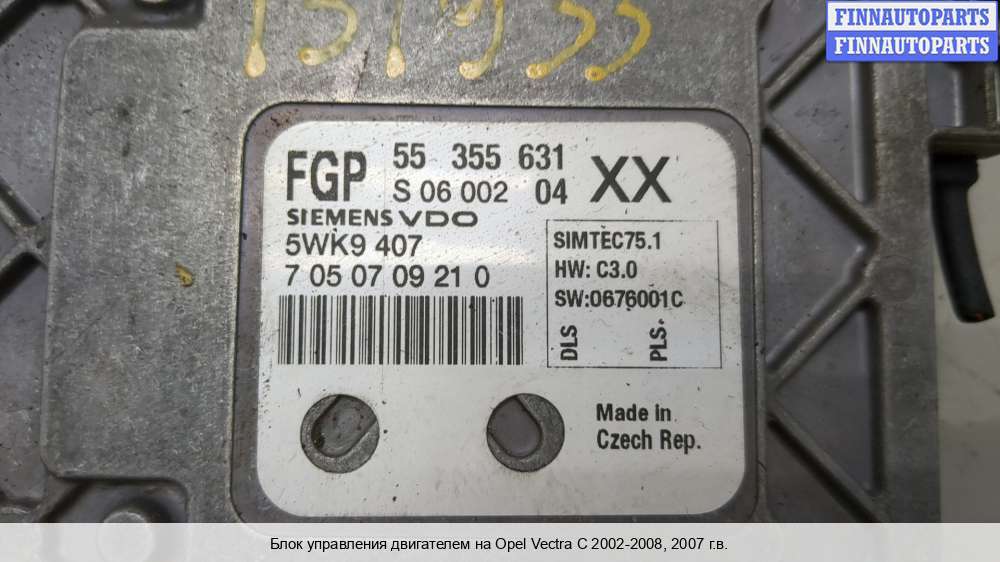 FINNAUTOPARTS
FINNAUTOPARTS
FGP 55 355 631 XX
S 06 002 04
SIEMENS VDO
5WK9 407
7 05 07 09 21 0
SIMTEC75.1
HW: C3.0
SW:0676001C
DLS PLS.
Made in
Czech Rep.
Блок управления двигателем на Opel Vectra C 2002-2008, 2007 г.в.